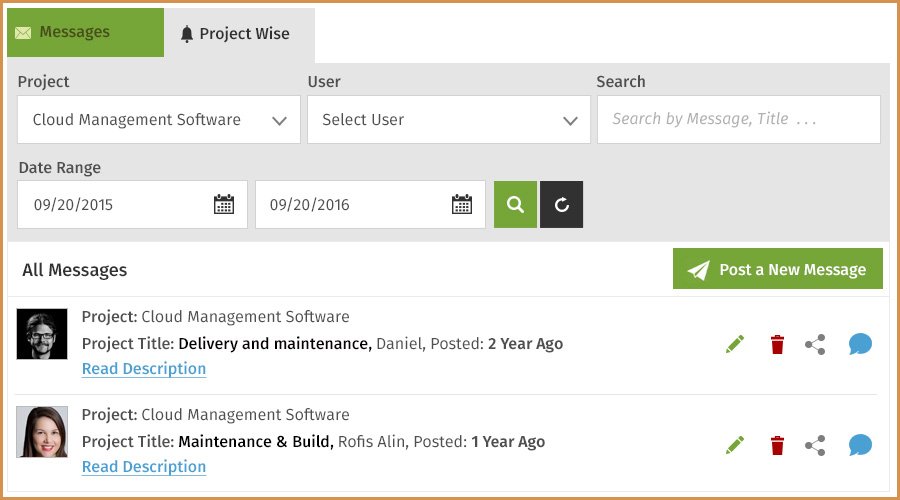 Messages
Project Wise
Project
User
Search
Cloud Management Software
Select User
Search by Message, Title . . .
Date Range
09/20/2015
09/20/2016
All Messages
Post a New Message
Project: Cloud Management Software
Project Title: Delivery and maintenance, Daniel, Posted: 2 Year Ago
Read Description
Project: Cloud Management Software
Project Title: Maintenance & Build, Rofis Alin, Posted: 1 Year Ago
Read Description